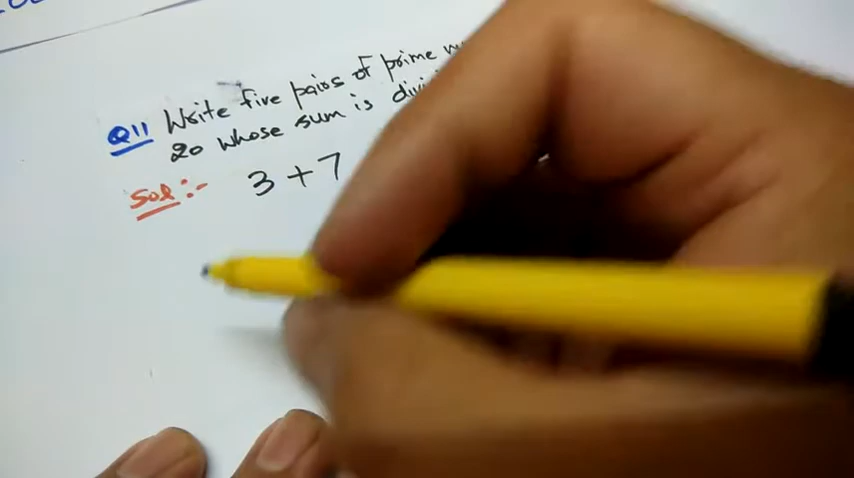 Q11 Write five pairs of prime
20 whose sum is
Sol:- 3+7